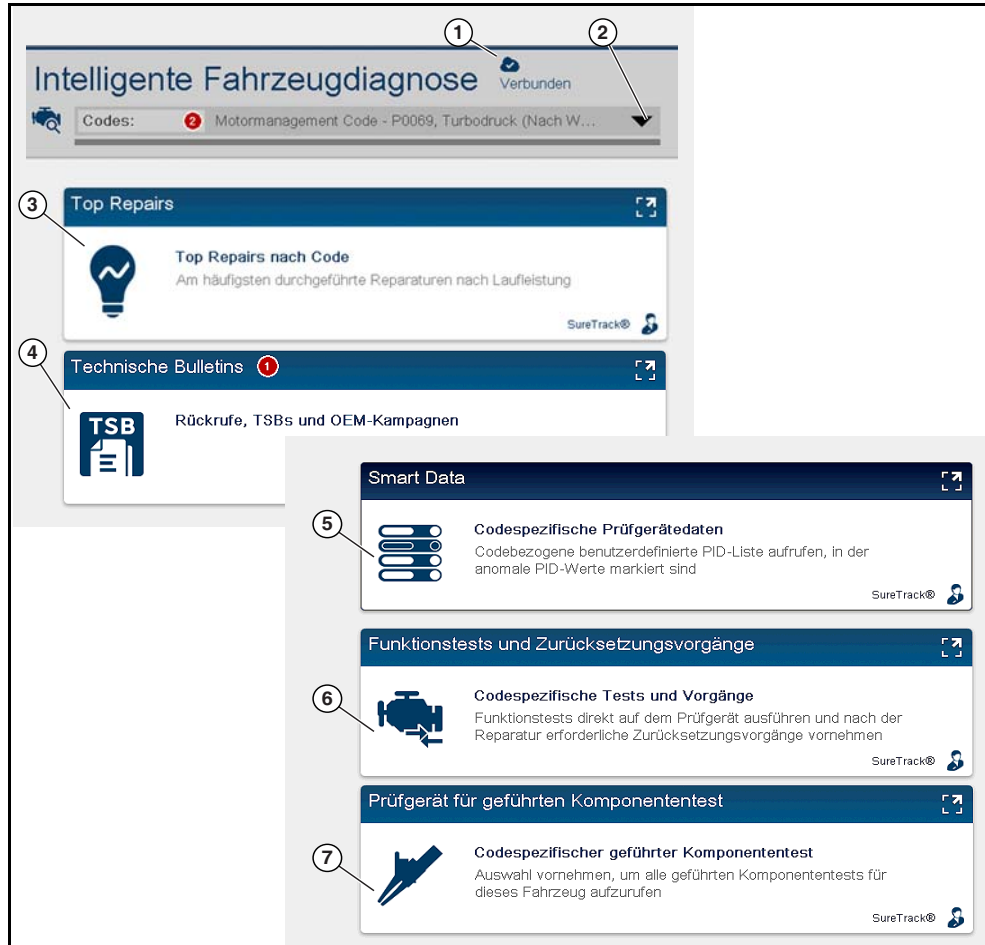 1
2
Intelligente Fahrzeugdiagnose
Verbunden
Codes: 2 Motormanagement Code - P0069, Turbodruck (Nach W...
3
Top Repairs
Top Repairs nach Code
Am häufigsten durchgeführte Reparaturen nach Laufleistung
SureTrack®
4
Technische Bulletins 1
TSB
Rückrufe, TSBs und OEM-Kampagnen
Smart Data
5
Codespezifische Prüfgerätedaten
Codebezogene benutzerdefinierte PID-Liste aufrufen, in der
anomale PID-Werte markiert sind
SureTrack®
Funktionstests und Zurücksetzungsvorgänge
6
Codespezifische Tests und Vorgänge
Funktionstests direkt auf dem Prüfgerät ausführen und nach der
Reparatur erforderliche Zurücksetzungsvorgänge vornehmen
SureTrack®
Prüfgerät für geführten Komponententest
7
Codespezifischer geführter Komponententest
Auswahl vornehmen, um alle geführten Komponententests für
dieses Fahrzeug aufzurufen
SureTrack®